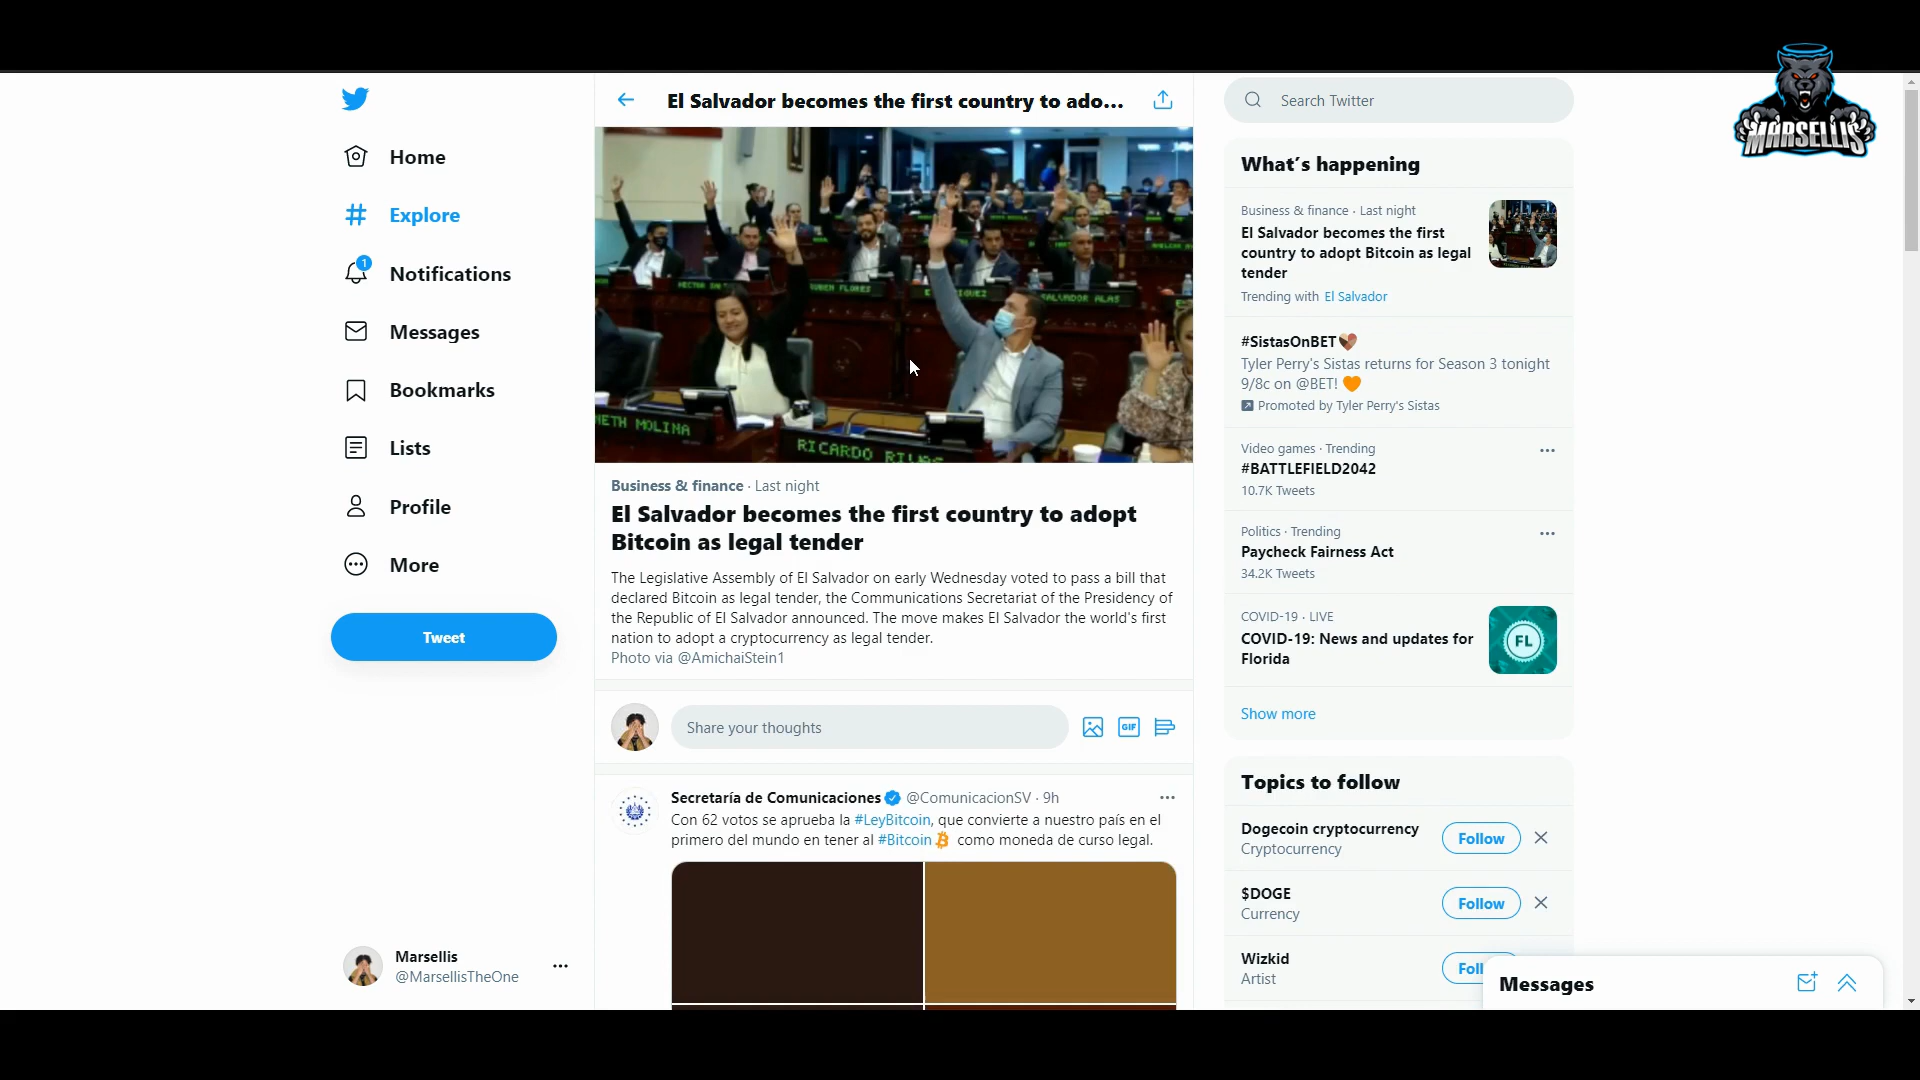 El Salvador becomes the first country to ado...
Search Twitter
MARSELLIS
Home
Explore
1
Notifications
Messages
Bookmarks
Lists
Profile
More
Tweet
Marsellis
@MarsellisTheOne
RUBEN FLORES
SALVADOR ALAS
NETH MOLINA
RICARDO
Business & finance · Last night
El Salvador becomes the first country to adopt
Bitcoin as legal tender
The Legislative Assembly of El Salvador on early Wednesday voted to pass a bill that
declared Bitcoin as legal tender, the Communications Secretariat of the Presidency of
the Republic of El Salvador announced. The move makes El Salvador the world's first
nation to adopt a cryptocurrency as legal tender.
Photo via @AmichaiStein1
Share your thoughts
GIF
Secretaría de Comunicaciones @ComunicacionSV · 9h
Con 62 votos se aprueba la #LeyBitcoin, que convierte a nuestro país en el
primero del mundo en tener al #Bitcoin como moneda de curso legal.
What's happening
Business & finance · Last night
El Salvador becomes the first
country to adopt Bitcoin as legal
tender
Trending with El Salvador
#SistasOnBET
Tyler Perry's Sistas returns for Season 3 tonight
9/8c on @BET! 🧡
Promoted by Tyler Perry's Sistas
Video games · Trending
#BATTLEFIELD2042
10.7K Tweets
Politics · Trending
Paycheck Fairness Act
34.2K Tweets
COVID-19 · LIVE
COVID-19: News and updates for
Florida
FL
Show more
Topics to follow
Dogecoin cryptocurrency
Cryptocurrency
Follow
$DOGE
Currency
Follow
Wizkid
Artist
Foll
Messages